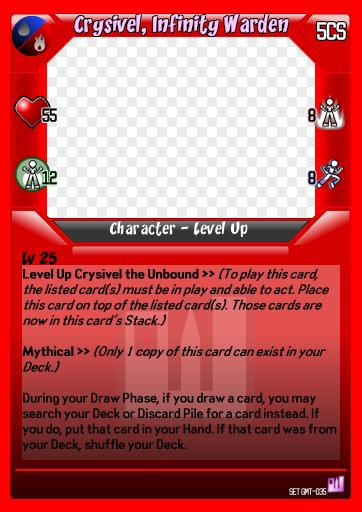 Crysivel, Infinity Warden
5CS
55
8
12
8
Character - Level Up
Lv 25
Level Up Crysivel the Unbound >> (To play this card,
the listed card(s) must be in play and able to act. Place
this card on top of the listed card(s). Those cards are
now in this card's Stack.)
Mythical >> (Only 1 copy of this card can exist in your
Deck.)
During your Draw Phase, if you draw a card, you may
search your Deck or Discard Pile for a card instead. If
you do, put that card in your Hand. If that card was from
your Deck, shuffle your Deck.
SET GMT-035